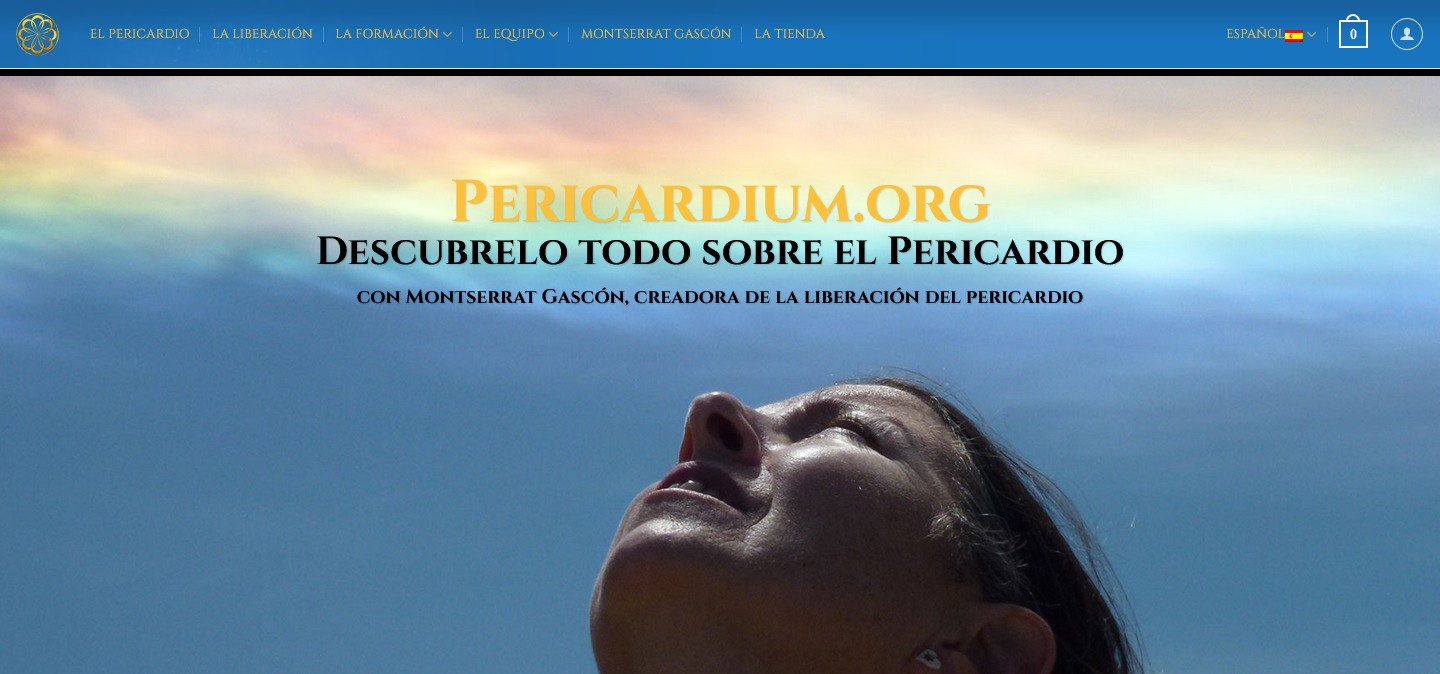 EL PERICARDIO LA LIBERACIÓN LA FORMACIÓN EL EQUIPO MONTSERRAT GASCÓN LA TIENDA ESPAÑOL 0
Pericardium.org
Descubrelo todo sobre el Pericardio
con Montserrat Gascón, creadora de la liberación del pericardio